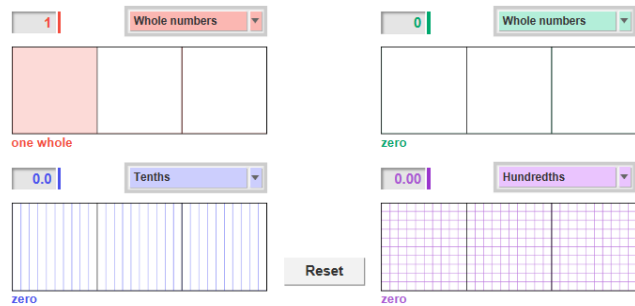 1 Whole numbers
0 Whole numbers
one whole
zero
0.0 Tenths
0.00 Hundredths
Reset
zero
zero